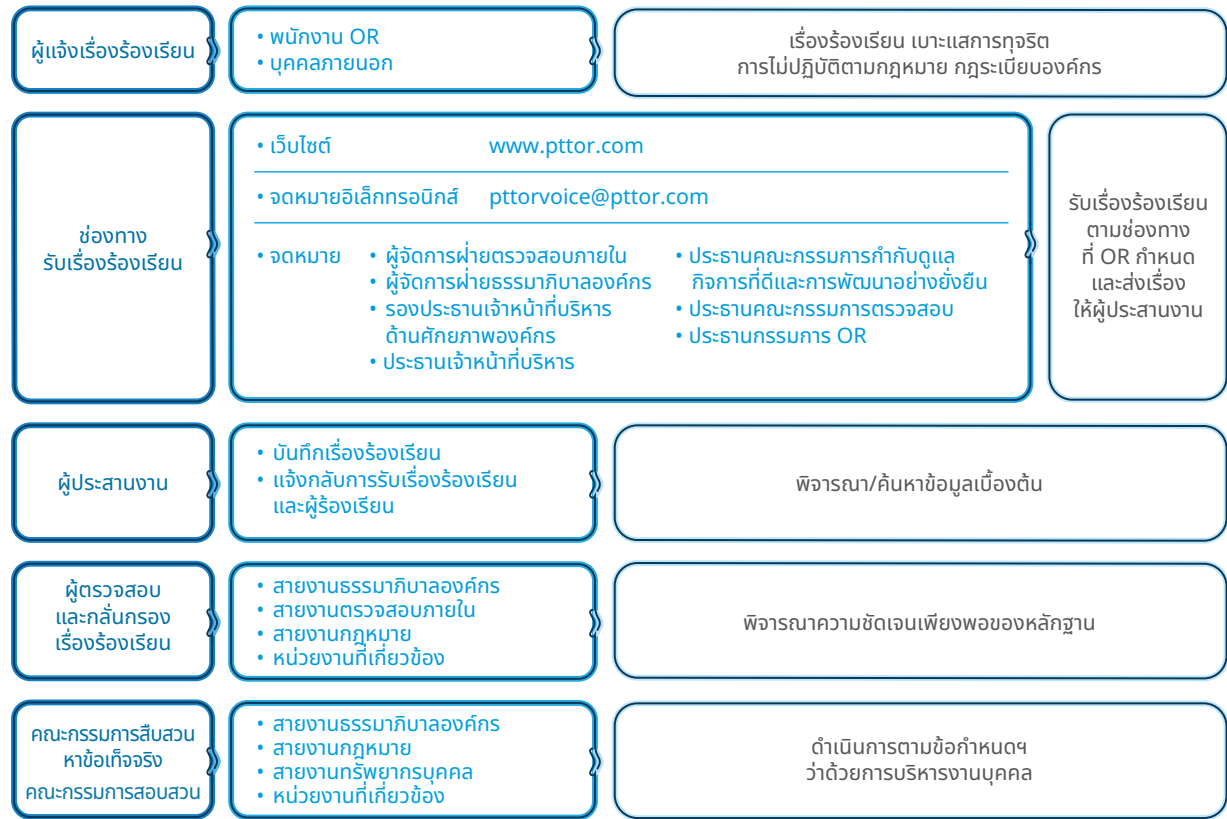 ผู้แจ้งเรื่องร้องเรียน
• พนักงาน OR
• บุคคลภายนอก
เรื่องร้องเรียน เบาะแสการทุจริต
การไม่ปฏิบัติตามกฎหมาย กฎระเบียบองค์กร
ช่องทาง
รับเรื่องร้องเรียน
• เว็บไซต์ www.pttor.com
• จดหมายอิเล็กทรอนิกส์ pttorvoice@pttor.com
• จดหมาย
• ผู้จัดการฝ่ายตรวจสอบภายใน
• ผู้จัดการฝ่ายธรรมาภิบาลองค์กร
• รองประธานเจ้าหน้าที่บริหาร
ด้านศักยภาพองค์กร
• ประธานเจ้าหน้าที่บริหาร
• ประธานคณะกรรมการกำกับดูแล
กิจการที่ดีและการพัฒนาอย่างยั่งยืน
• ประธานคณะกรรมการตรวจสอบ
• ประธานกรรมการ OR
รับเรื่องร้องเรียน
ตามช่องทาง
ที่ OR กำหนด
และส่งเรื่อง
ให้ผู้ประสานงาน
ผู้ประสานงาน
• บันทึกเรื่องร้องเรียน
• แจ้งกลับการรับเรื่องร้องเรียน
และผู้ร้องเรียน
พิจารณา/ค้นหาข้อมูลเบื้องต้น
ผู้ตรวจสอบ
และกลั่นกรอง
เรื่องร้องเรียน
• สายงานธรรมาภิบาลองค์กร
• สายงานตรวจสอบภายใน
• สายงานกฎหมาย
• หน่วยงานที่เกี่ยวข้อง
พิจารณาความชัดเจนเพียงพอของหลักฐาน
คณะกรรมการสืบสวน
หาข้อเท็จจริง
คณะกรรมการสอบสวน
• สายงานธรรมาภิบาลองค์กร
• สายงานกฎหมาย
• สายงานทรัพยากรบุคคล
• หน่วยงานที่เกี่ยวข้อง
ดำเนินการตามข้อกำหนดฯ
ว่าด้วยการบริหารงานบุคคล